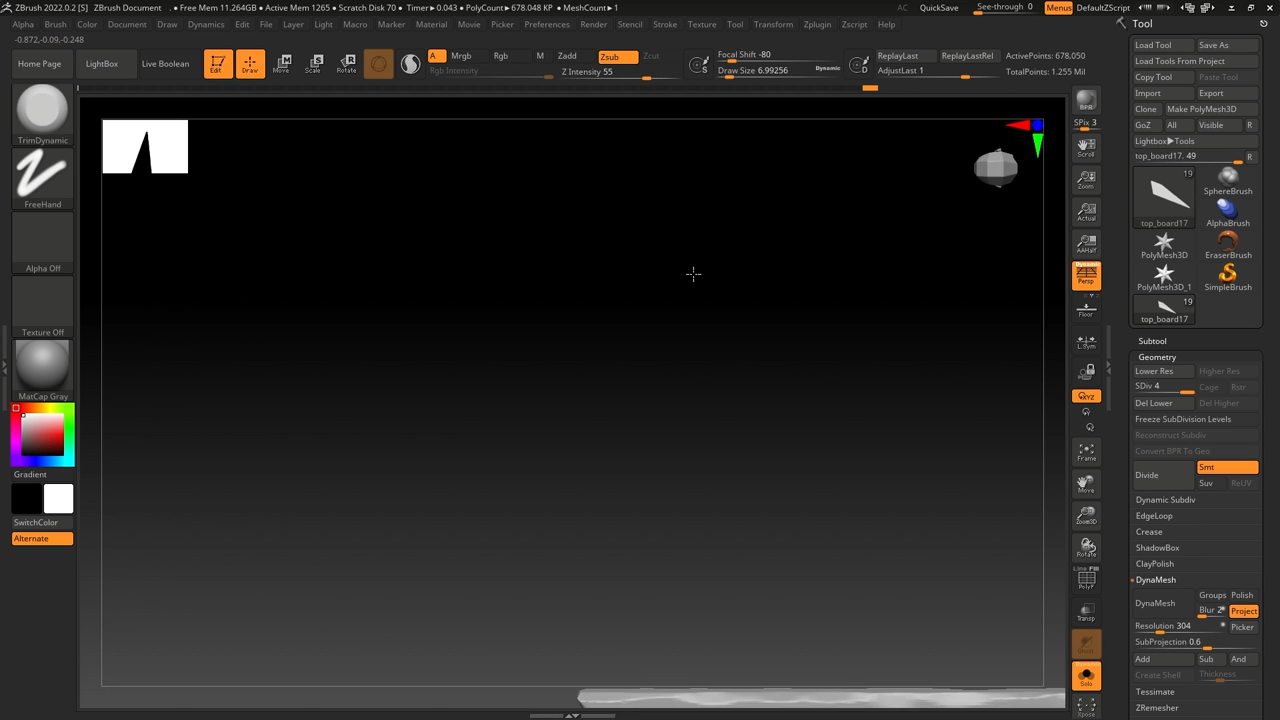 ZBrush 2022.0.2 [S] ZBrush Document • Free Mem 11.264GB • Active Mem 1265 • Scratch Disk 70 • Timer▶0.043 • PolyCount▶678.048 KP • MeshCount▶1 AC QuickSave See-through 0 Menus DefaultZScript
Alpha Brush Color Document Draw Dynamics Edit File Layer Light Macro Marker Material Movie Picker Preferences Render Stencil Stroke Texture Tool Transform Zplugin Zscript Help
-0.872,-0.09,-0.248
Home Page LightBox Live Boolean Edit Draw Move Scale Rotate A Mrgb Rgb M Zadd Zsub Zcut Focal Shift -80 ReplayLast ReplayLastRel ActivePoints: 678,050
Rgb Intensity Z Intensity 55 S Draw Size 6.99256 Dynamic D AdjustLast 1 TotalPoints: 1.255 Mil
TrimDynamic
FreeHand
Alpha Off
Texture Off
MatCap Gray
Gradient
SwitchColor
Alternate
BPR
SPix 3
Scroll
Zoom
Actual
AAHalf
Dynamic
Persp
Floor
L.Sym
XYZ
Frame
Move
Zoom3D
Rotate
Line Fill
PolyF
Transp
Solo
Xpose
Tool
Load Tool Save As
Load Tools From Project
Copy Tool Paste Tool
Import Export
Clone Make PolyMesh3D
GoZ All Visible R
Lightbox▶Tools
top_board17. 49 R
19
top_board17 SphereBrush
AlphaBrush
PolyMesh3D EraserBrush
PolyMesh3D_1 SimpleBrush
19
top_board17
Subtool
Geometry
Lower Res Higher Res
SDiv 4 Cage Rstr
Del Lower Del Higher
Freeze SubDivision Levels
Reconstruct Subdiv
Convert BPR To Geo
Divide Smt
Suv ReUV
Dynamic Subdiv
EdgeLoop
Crease
ShadowBox
ClayPolish
DynaMesh
DynaMesh Groups Polish
Blur 2 Project
Resolution 304 Picker
SubProjection 0.6
Add Sub And
Create Shell Thickness
Tessimate
ZRemesher